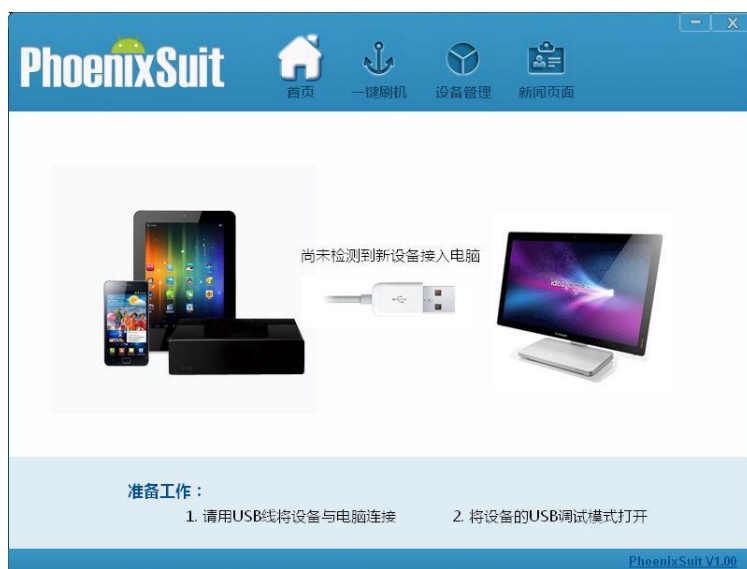 PhoenixSuit
首页
一键刷机
设备管理
新闻页面
尚未检测到新设备接入电脑
准备工作：
1. 请用USB线将设备与电脑连接
2. 将设备的USB调试模式打开
PhoenixSuit V1.00